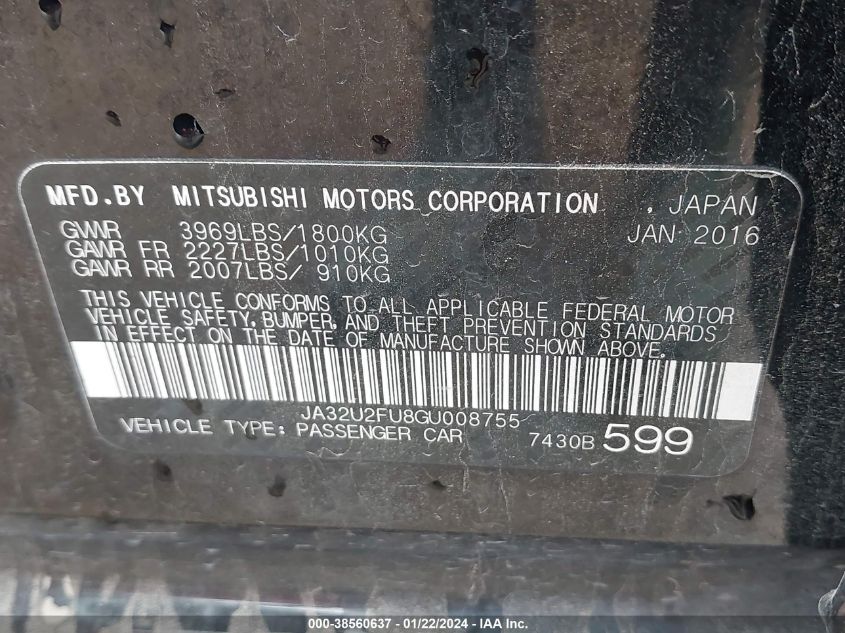 MFD.BY MITSUBISHI MOTORS CORPORATION . JAPAN
GVWR 3969LBS/1800KG JAN 2016
GAWR FR 2227LBS/1010KG
GAWR RR 2007LBS/ 910KG
THIS VEHICLE CONFORMS TO ALL APPLICABLE FEDERAL MOTOR
VEHICLE SAFETY, BUMPER, AND THEFT PREVENTION STANDARDS
IN EFFECT ON THE DATE OF MANUFACTURE SHOWN ABOVE.
JA32U2FU8GU008755
VEHICLE TYPE: PASSENGER CAR 7430B 599
000-38560637 - 01/22/2024 - IAA Inc.